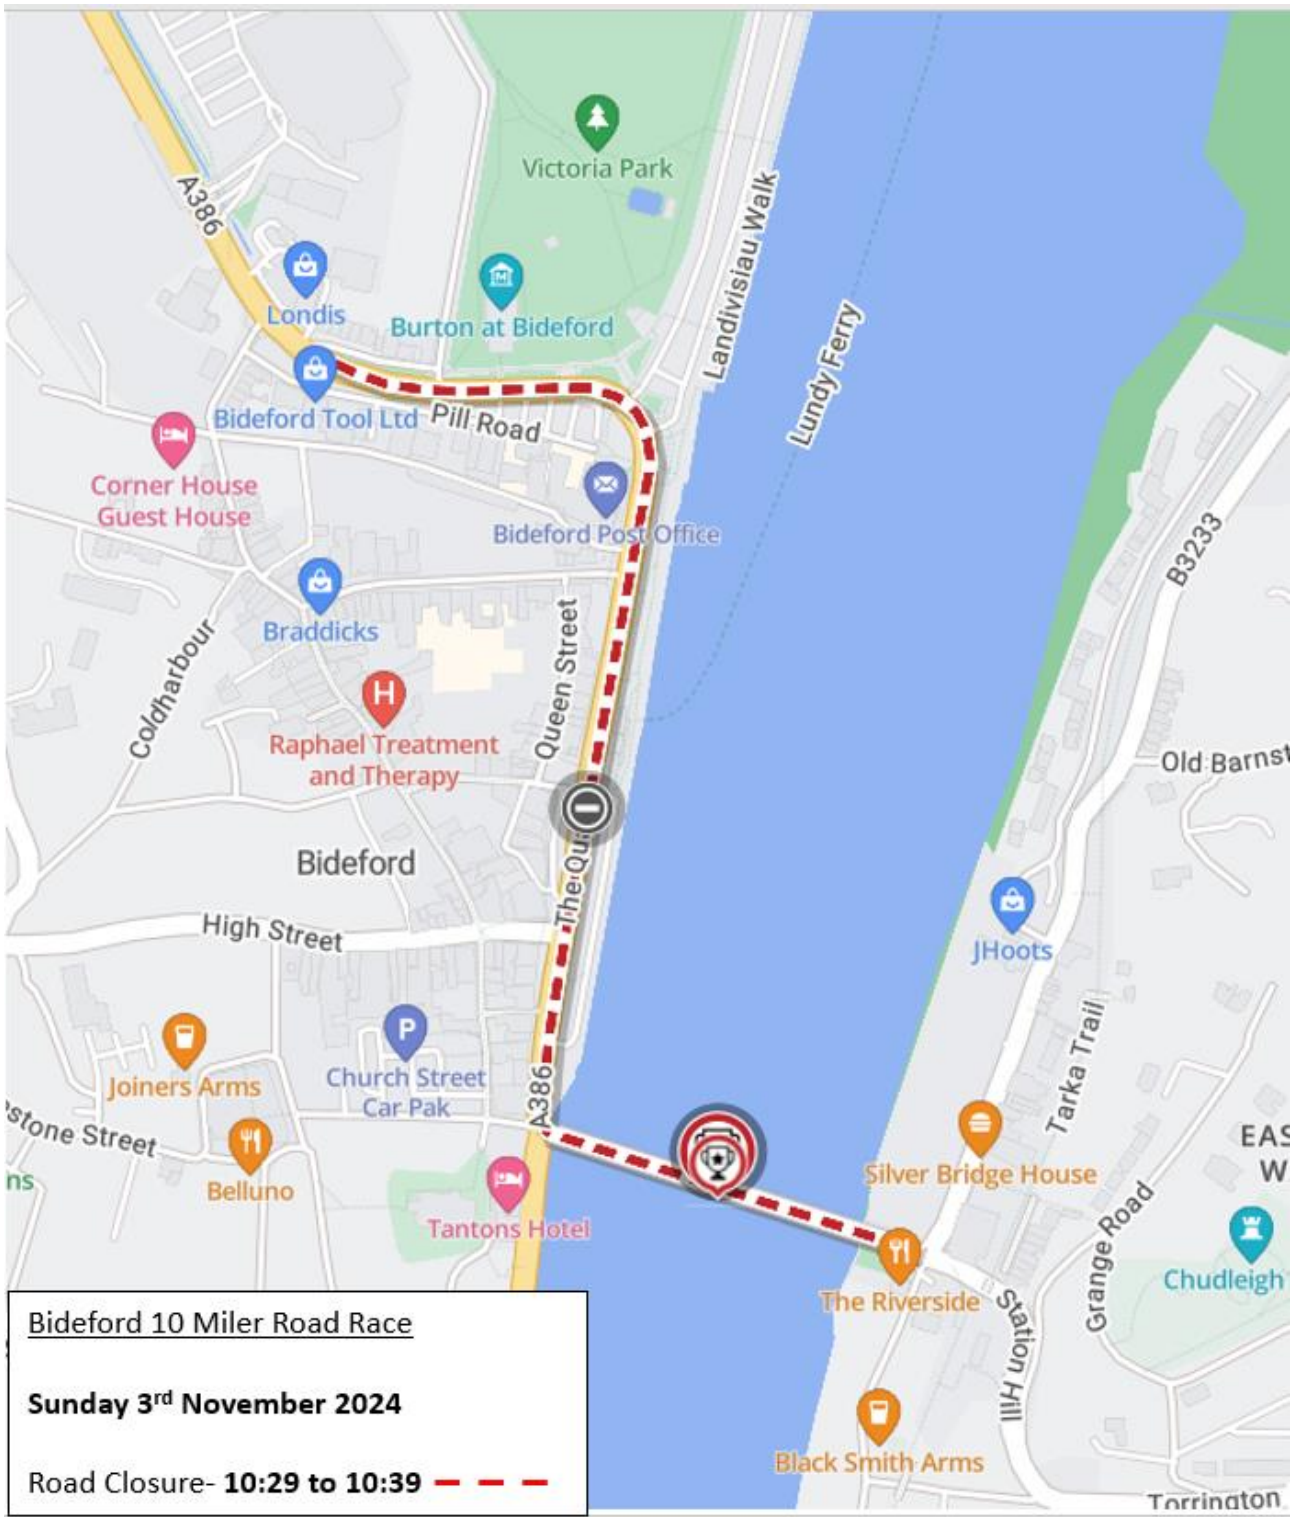 Victoria Park
A386
Landivisiau Walk
Londis
Burton at Bideford
Lundy Ferry
Bideford Tool Ltd
Pill Road
Corner House
Guest House
Bideford Post Office
B3233
Braddicks
Coldharbour
Queen Street
H
Raphael Treatment
and Therapy
Old Barnst
Bideford
The Qu
High Street
JHoots
P
Church Street
Car Pak
Joiners Arms
A386
Tarka Trail
estone Street
Silver Bridge House
EAS
W
ns
Belluno
Tantons Hotel
Grange Road
Chudleigh
The Riverside
Station Hill
Black Smith Arms
Torrington
Bideford 10 Miler Road Race
Sunday 3rd November 2024
Road Closure- 10:29 to 10:39